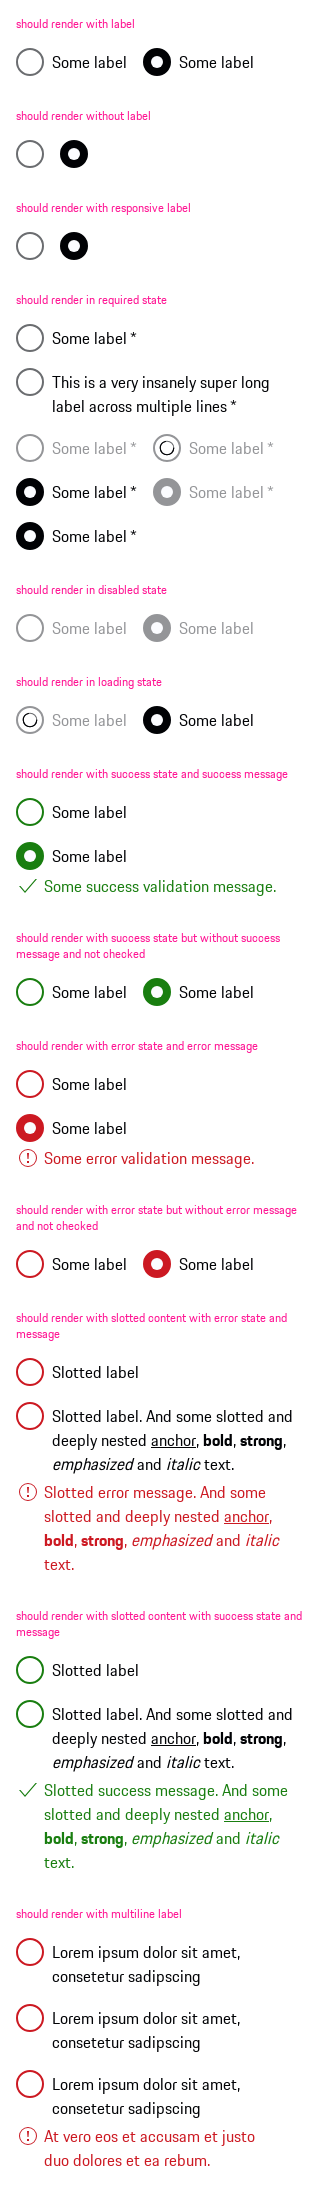 should render with label
Some label Some label
should render without label
should render with responsive label
should render in required state
Some label *
This is a very insanely super long
label across multiple lines *
Some label * Some label *
Some label * Some label *
Some label *
should render in disabled state
Some label Some label
should render in loading state
Some label Some label
should render with success state and success message
Some label
Some label
Some success validation message.
should render with success state but without success
message and not checked
Some label Some label
should render with error state and error message
Some label
Some label
Some error validation message.
should render with error state but without error message
and not checked
Some label Some label
should render with slotted content with error state and
message
Slotted label
Slotted label. And some slotted and
deeply nested anchor, bold, strong,
emphasized and italic text.
Slotted error message. And some
slotted and deeply nested anchor,
bold, strong, emphasized and italic
text.
should render with slotted content with success state and
message
Slotted label
Slotted label. And some slotted and
deeply nested anchor, bold, strong,
emphasized and italic text.
Slotted success message. And some
slotted and deeply nested anchor,
bold, strong, emphasized and italic
text.
should render with multiline label
Lorem ipsum dolor sit amet,
consetetur sadipscing
Lorem ipsum dolor sit amet,
consetetur sadipscing
Lorem ipsum dolor sit amet,
consetetur sadipscing
At vero eos et accusam et justo
duo dolores et ea rebum.